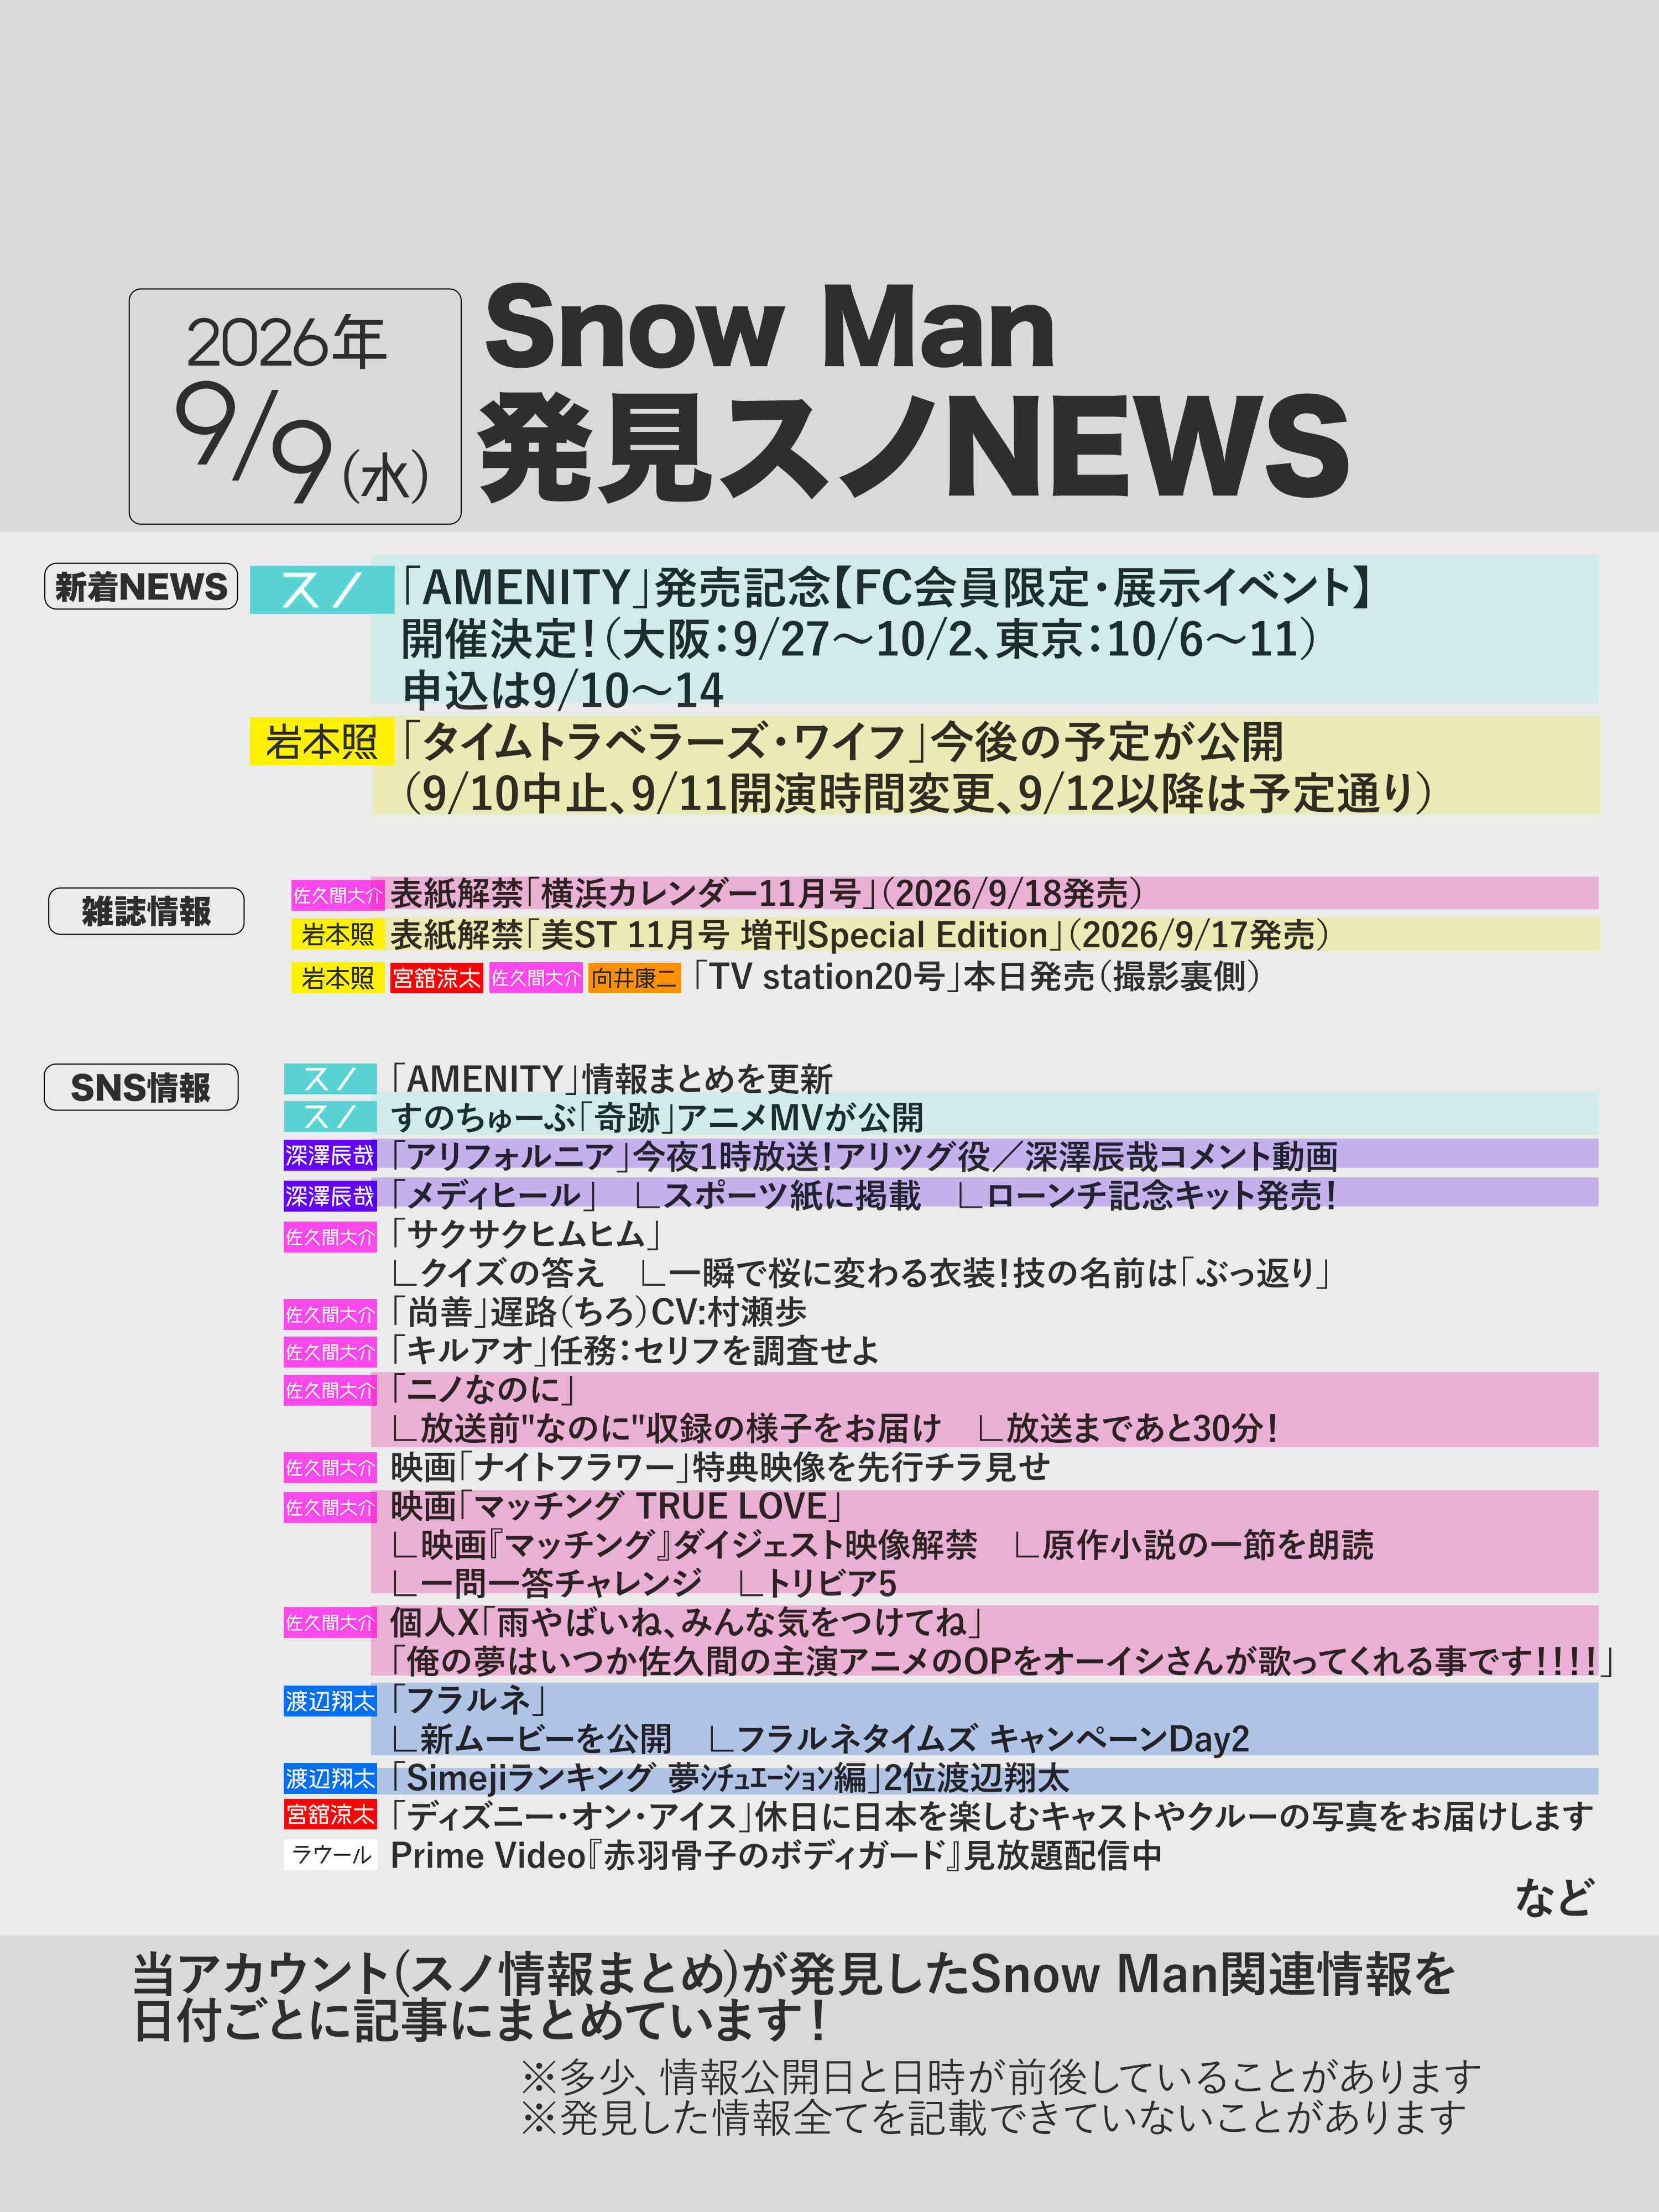 2026年
9/9(水)
Snow Man
発見スノNEWS
新着NEWS
スノ 「AMENITY」発売記念【FC会員限定・展示イベント】
開催決定！（大阪：9/27～10/2、東京：10/6～11）
申込は9/10～14
岩本照 「タイムトラベラーズ・ワイフ」今後の予定が公開
（9/10中止、9/11開演時間変更、9/12以降は予定通り）
雑誌情報
佐久間大介 表紙解禁「横浜カレンダー11月号」（2026/9/18発売）
岩本照 表紙解禁「美ST 11月号 増刊Special Edition」（2026/9/17発売）
岩本照 宮舘涼太 佐久間大介 向井康二 「TV station20号」本日発売（撮影裏側）
SNS情報
スノ 「AMENITY」情報まとめを更新
スノ すのちゅーぶ「奇跡」アニメMVが公開
深澤辰哉 「アリフォルニア」今夜1時放送！アリツグ役／深澤辰哉コメント動画
深澤辰哉 「メディヒール」　∟スポーツ紙に掲載　∟ローンチ記念キット発売！
佐久間大介 「サクサクヒムヒム」
∟クイズの答え　∟一瞬で桜に変わる衣装！技の名前は「ぶっ返り」
佐久間大介 「尚善」遅路（ちろ）CV:村瀬歩
佐久間大介 「キルアオ」任務：セリフを調査せよ
佐久間大介 「ニノなのに」
∟放送前"なのに"収録の様子をお届け　∟放送まであと30分！
佐久間大介 映画「ナイトフラワー」特典映像を先行チラ見せ
佐久間大介 映画「マッチング TRUE LOVE」
∟映画『マッチング』ダイジェスト映像解禁　∟原作小説の一節を朗読
∟一問一答チャレンジ　∟トリビア5
佐久間大介 個人X「雨やばいね、みんな気をつけてね」
「俺の夢はいつか佐久間の主演アニメのOPをオーイシさんが歌ってくれる事です！！！！」
渡辺翔太 「フラルネ」
∟新ムービーを公開　∟フラルネタイムズ キャンペーンDay2
渡辺翔太 「Simejiランキング 夢ｼﾁｭｴｰｼｮﾝ編」2位渡辺翔太
宮舘涼太 「ディズニー・オン・アイス」休日に日本を楽しむキャストやクルーの写真をお届けします
ラウール Prime Video『赤羽骨子のボディガード』見放題配信中
など
当アカウント(スノ情報まとめ)が発見したSnow Man関連情報を
日付ごとに記事にまとめています！
※多少、情報公開日と日時が前後していることがあります
※発見した情報全てを記載できていないことがあります